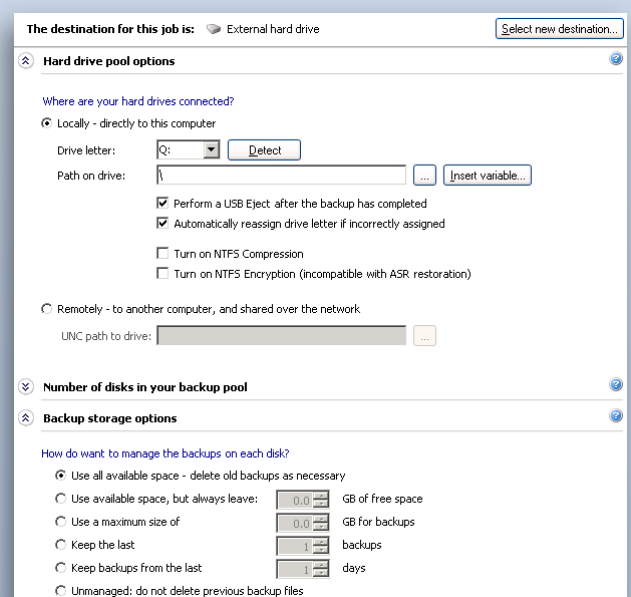 The destination for this job is: External hard drive Select new destination...
Hard drive pool options
Where are your hard drives connected?
Locally - directly to this computer
Drive letter: Q: Detect
Path on drive: \ ... Insert variable...
Perform a USB Eject after the backup has completed
Automatically reassign drive letter if incorrectly assigned
Turn on NTFS Compression
Turn on NTFS Encryption (incompatible with ASR restoration)
Remotely - to another computer, and shared over the network
UNC path to drive: ...
Number of disks in your backup pool
Backup storage options
How do want to manage the backups on each disk?
Use all available space - delete old backups as necessary
Use available space, but always leave: 0.0 GB of free space
Use a maximum size of 0.0 GB for backups
Keep the last 1 backups
Keep backups from the last 1 days
Unmanaged: do not delete previous backup files